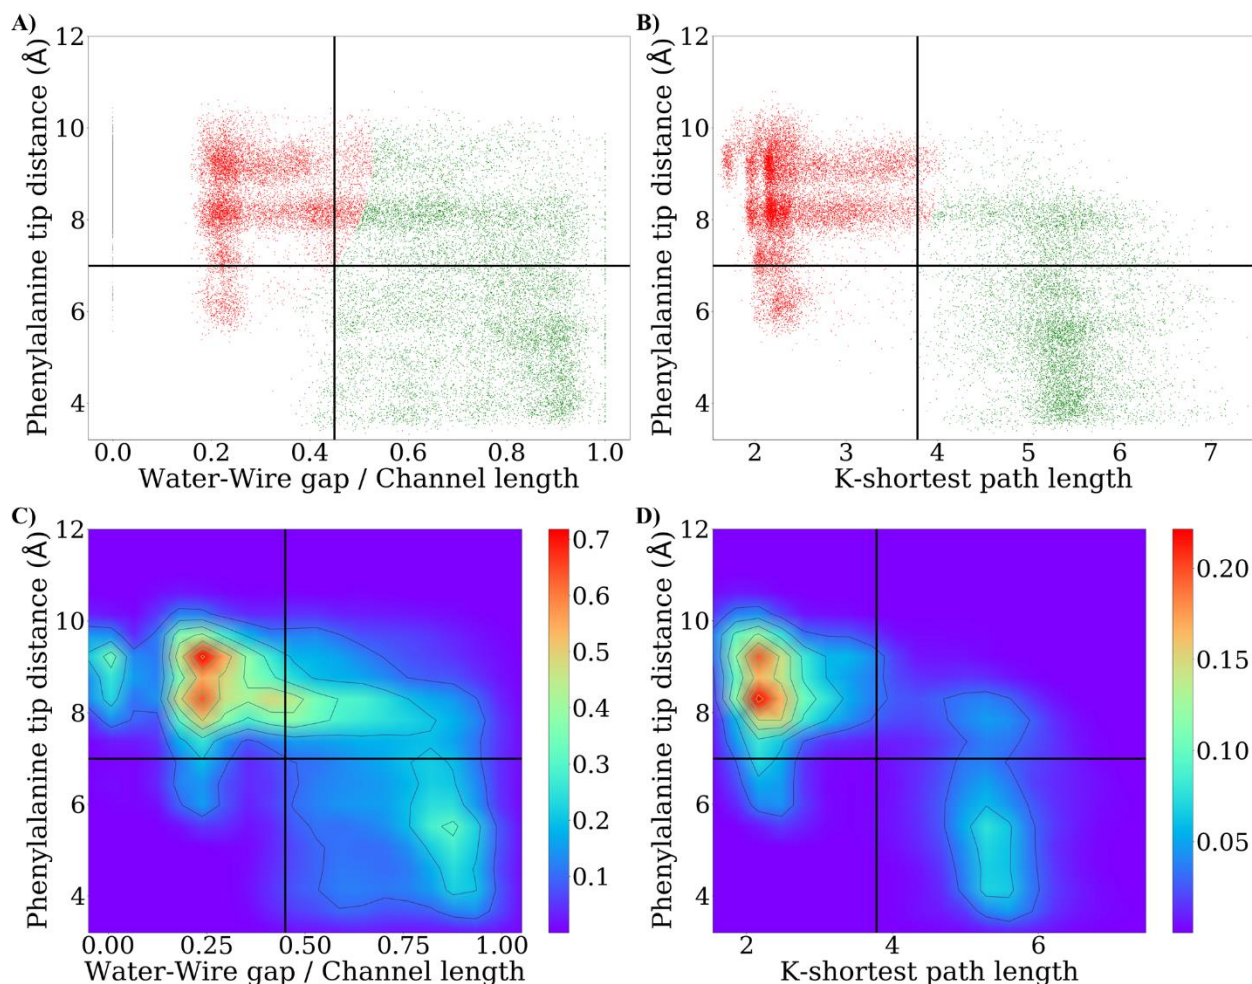 A)
12
10
8
6
4
Phenylalanine tip distance (Å)
0.0 0.2 0.4 0.6 0.8 1.0
Water-Wire gap / Channel length
B)
12
10
8
6
4
Phenylalanine tip distance (Å)
2 3 4 5 6 7
K-shortest path length
C)
12
10
8
6
4
Phenylalanine tip distance (Å)
0.00 0.25 0.50 0.75 1.00
Water-Wire gap / Channel length
0.7
0.6
0.5
0.4
0.3
0.2
0.1
D)
12
10
8
6
4
Phenylalanine tip distance (Å)
2 4 6
K-shortest path length
0.20
0.15
0.10
0.05